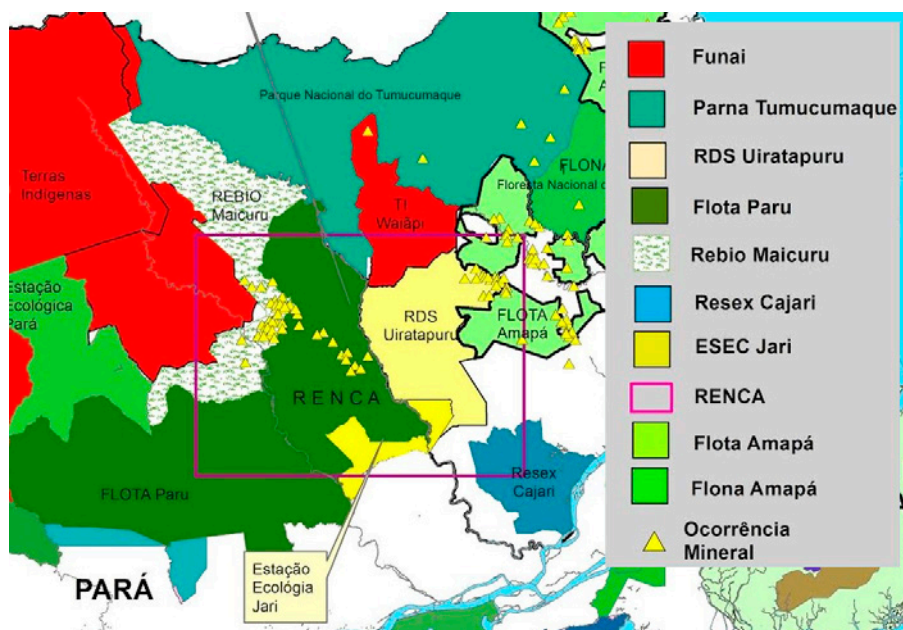 Parque Nacional do Tumucumaque
Terras
Indígenas
REBIO
Maicuru
TI
Waiãpi
FLONA
Floresta Nacional do
Estação
Ecológica
Pará
RDS
Uiratapuru
FLOTA
Amapá
RENCA
FLOTA Paru
Resex
Cajari
Estação
Ecológia
Jari
PARÁ
Funai
Parna Tumucumaque
RDS Uiratapuru
Flota Paru
Rebio Maicuru
Resex Cajari
ESEC Jari
RENCA
Flota Amapá
Flona Amapá
Ocorrência
Mineral